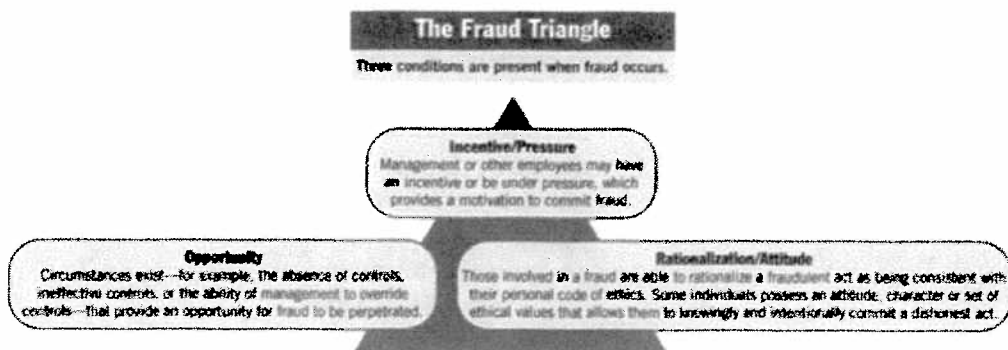 The Fraud Triangle
Three conditions are present when fraud occurs.
Incentive/Pressure
Management or other employees may have
an incentive or be under pressure, which
provides a motivation to commit fraud.
Opportunity
Circumstances exist—for example, the absence of controls,
ineffective controls, or the ability of management to override
controls—that provide an opportunity for fraud to be perpetrated.
Rationalization/Attitude
Those involved in a fraud are able to rationalize a fraudulent act as being consistent with
their personal code of ethics. Some individuals possess an attitude, character or set of
ethical values that allows them to knowingly and intentionally commit a dishonest act.